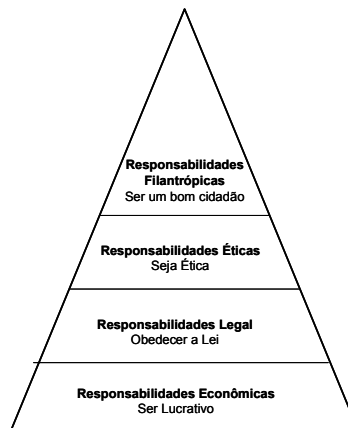 Responsabilidades
Filantrópicas
Ser um bom cidadão
Responsabilidades Éticas
Seja Ética
Responsabilidades Legal
Obedecer a Lei
Responsabilidades Econômicas
Ser Lucrativo